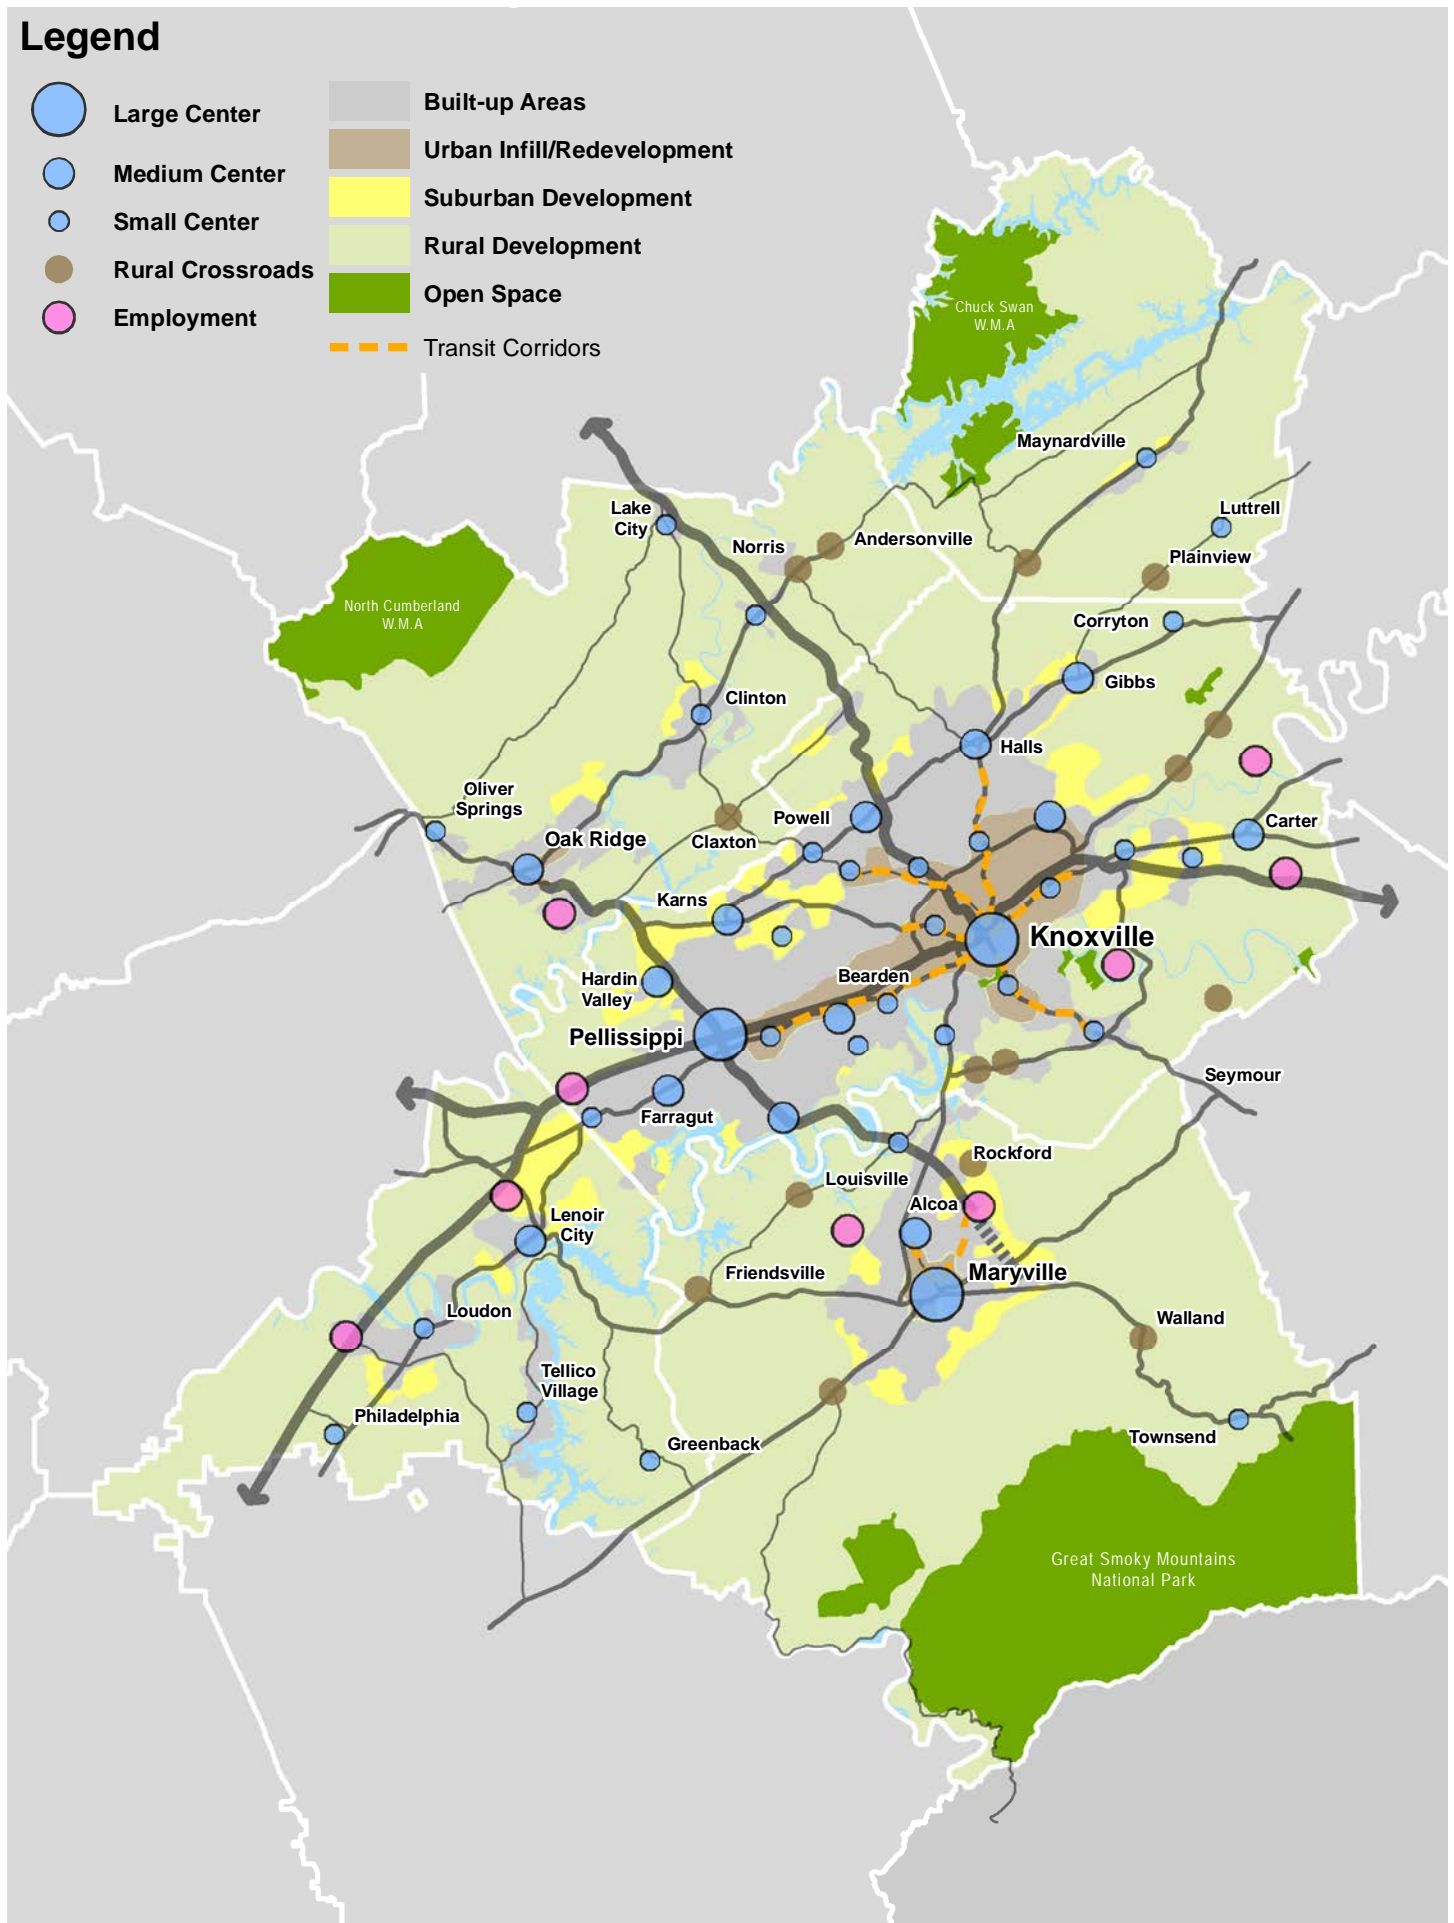 Legend
Large Center
Medium Center
Small Center
Rural Crossroads
Employment
Built-up Areas
Urban Infill/Redevelopment
Suburban Development
Rural Development
Open Space
Transit Corridors
Chuck Swan
W.M.A
Maynardville
Lake
City
Luttrell
Norris
Andersonville
Plainview
North Cumberland
W.M.A
Corryton
Gibbs
Clinton
Halls
Oliver
Springs
Powell
Carter
Oak Ridge
Claxton
Karns
Knoxville
Hardin
Valley
Bearden
Pellissippi
Seymour
Farragut
Rockford
Louisville
Alcoa
Lenoir
City
Friendsville
Maryville
Loudon
Walland
Tellico
Village
Philadelphia
Greenback
Townsend
Great Smoky Mountains
National Park